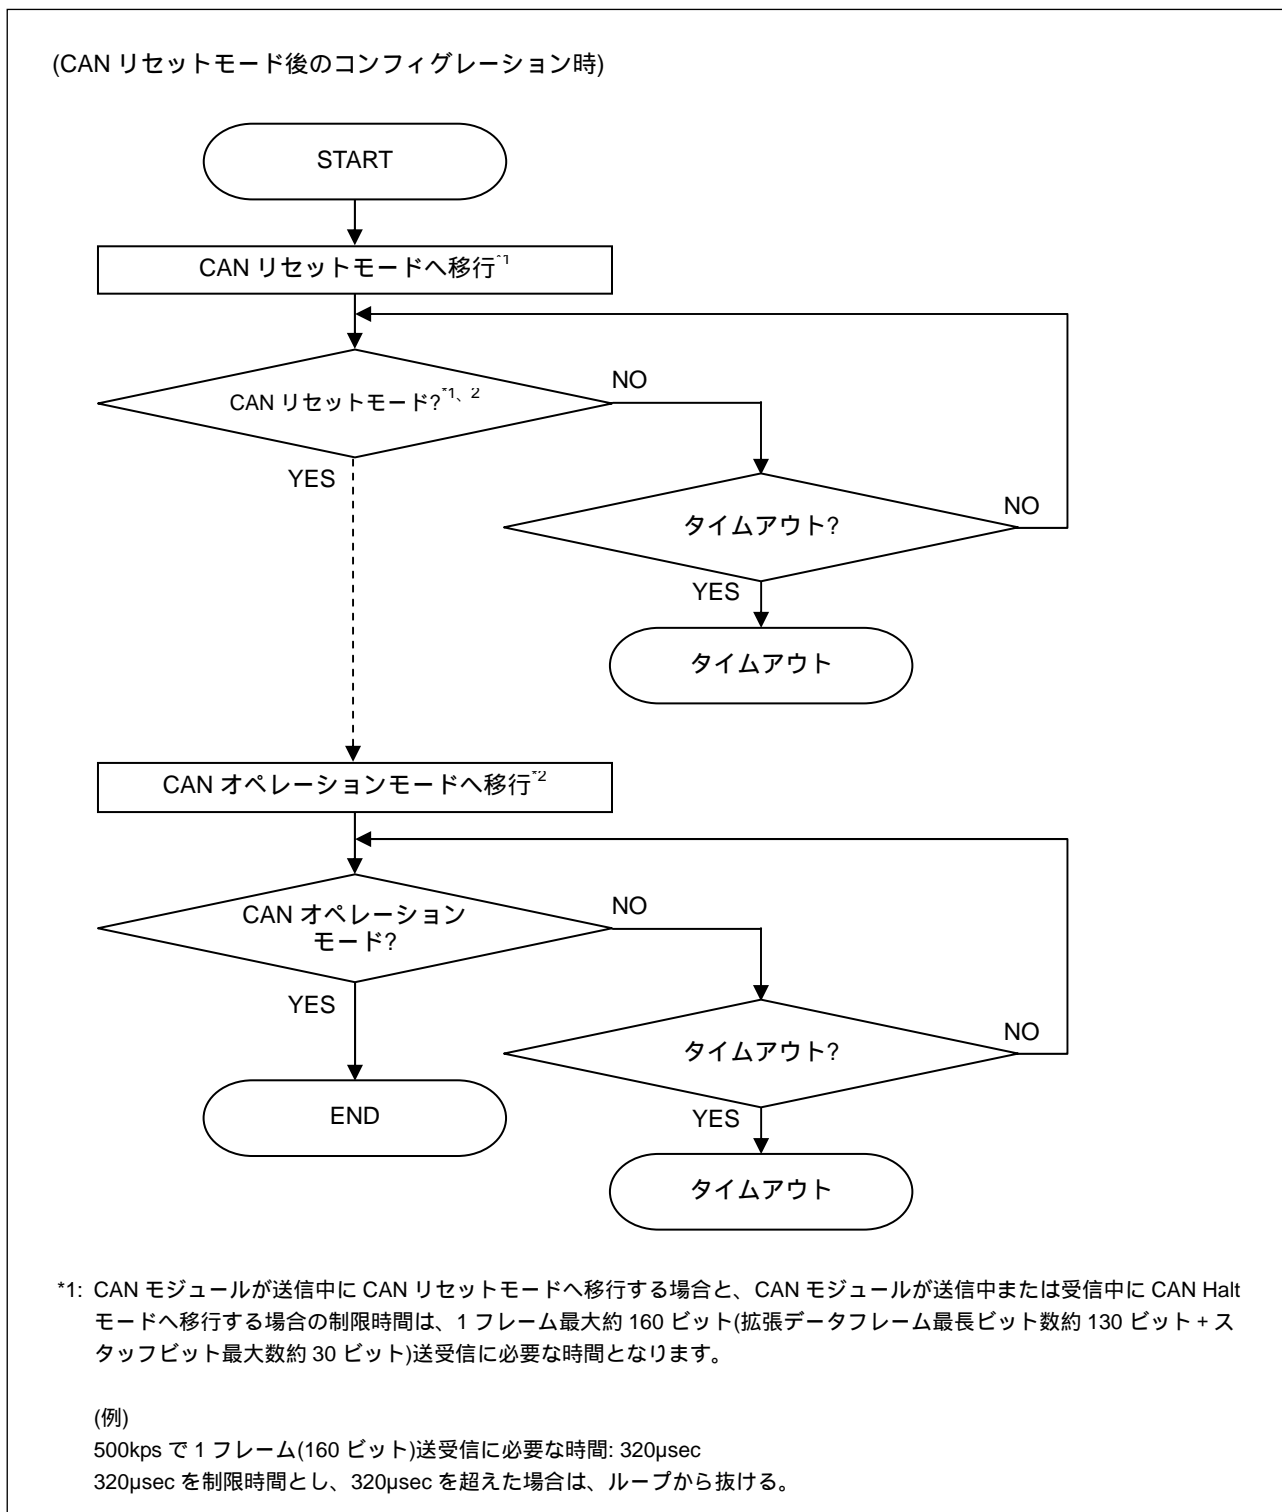 (CAN リセットモード後のコンフィグレーション時)
START
CAN リセットモードへ移行*1
CAN リセットモード?*1、2
NO
YES
タイムアウト?
NO
YES
タイムアウト
CAN オペレーションモードへ移行*2
CAN オペレーション
モード?
NO
YES
タイムアウト?
NO
YES
END
タイムアウト
*1: CAN モジュールが送信中に CAN リセットモードへ移行する場合と、CAN モジュールが送信中または受信中に CAN Halt
モードへ移行する場合の制限時間は、1 フレーム最大約 160 ビット(拡張データフレーム最長ビット数約 130 ビット + ス
タッフビット最大数約 30 ビット)送受信に必要な時間となります。
(例)
500kps で 1 フレーム(160 ビット)送受信に必要な時間: 320μsec
320μsec を制限時間とし、320μsec を超えた場合は、ループから抜ける。